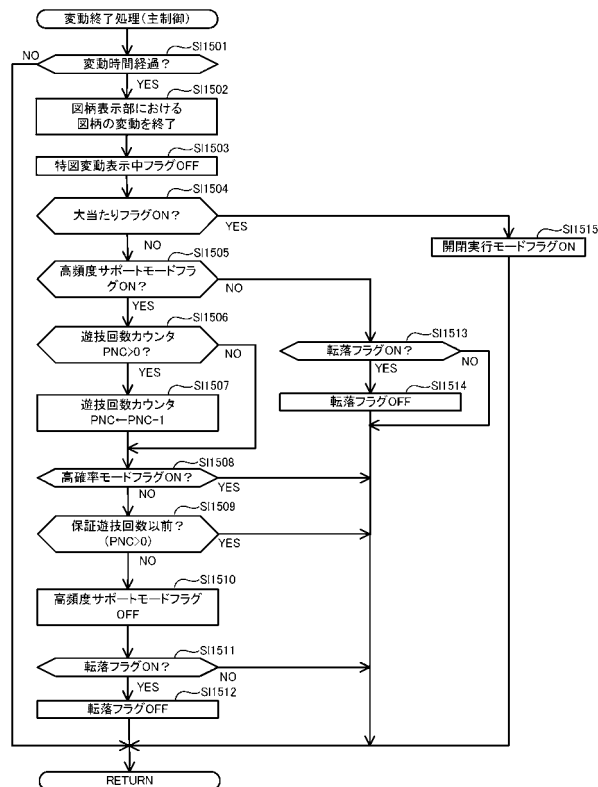 変動終了処理(主制御)
SI1501
NO
変動時間経過?
YES
SI1502
図柄表示部における
図柄の変動を終了
SI1503
特図変動表示中フラグOFF
SI1504
大当たりフラグON?
YES
NO
SI1515
開閉実行モードフラグON
SI1505
高頻度サポートモードフラ
グON?
NO
YES
SI1506
遊技回数カウンタ
PNC>0?
NO
YES
SI1513
転落フラグON?
NO
YES
SI1507
遊技回数カウンタ
PNC←PNC-1
SI1514
転落フラグOFF
SI1508
高確率モードフラグON?
YES
NO
SI1509
保証遊技回数以前?
(PNC>0)
YES
NO
SI1510
高頻度サポートモードフラグ
OFF
SI1511
転落フラグON?
NO
YES
SI1512
転落フラグOFF
RETURN